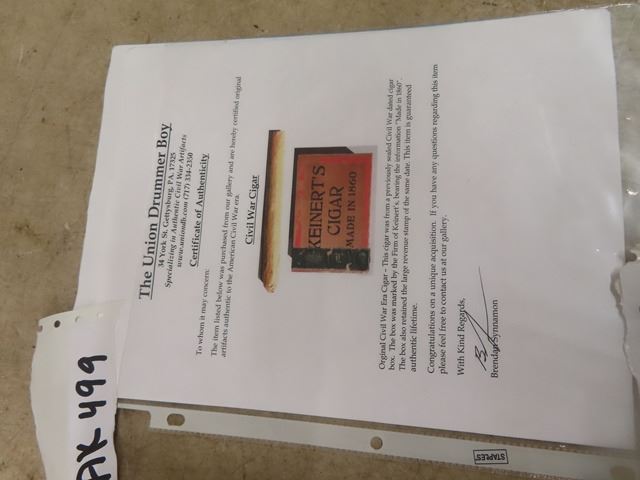 The Union Drummer Boy
34 York St. Gettysburg, P.A. 17325
Specializing in Authentic Civil War Artifacts
www.uniondb.com (717) 334-2350
Certificate of Authenticity
To whom it may concern:
The item listed below was purchased from our gallery and are hereby certified original
artifacts authentic to the American Civil War era.
Civil War Cigar
KEINERT'S
CIGAR
MADE IN 1860
Orginal Civil War Era Cigar - This cigar was from a previously sealed Civil War dated cigar
box. The box was marked by the Firm of Keinert's, bearing the information "Made in 1860".
The box also retained the large revenue stamp of the same date. This item is guaranteed
authentic lifetime.
Congratulations on a unique acquisition. If you have any questions regarding this item
please feel free to contact us at our gallery.
With Kind Regards,
Brendan Synnamon
AK 499
STAPLES